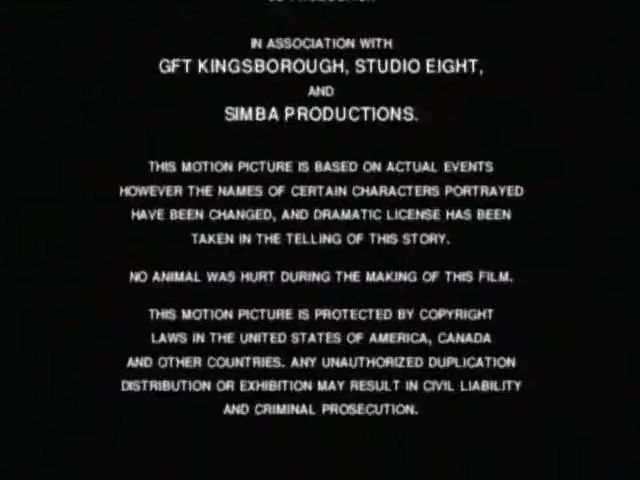 IN ASSOCIATION WITH
GFT KINGSBOROUGH, STUDIO EIGHT,
AND
SIMBA PRODUCTIONS.
THIS MOTION PICTURE IS BASED ON ACTUAL EVENTS
HOWEVER THE NAMES OF CERTAIN CHARACTERS PORTRAYED
HAVE BEEN CHANGED, AND DRAMATIC LICENSE HAS BEEN
TAKEN IN THE TELLING OF THIS STORY.
NO ANIMAL WAS HURT DURING THE MAKING OF THIS FILM.
THIS MOTION PICTURE IS PROTECTED BY COPYRIGHT
LAWS IN THE UNITED STATES OF AMERICA, CANADA
AND OTHER COUNTRIES. ANY UNAUTHORIZED DUPLICATION
DISTRIBUTION OR EXHIBITION MAY RESULT IN CIVIL LIABILITY
AND CRIMINAL PROSECUTION.